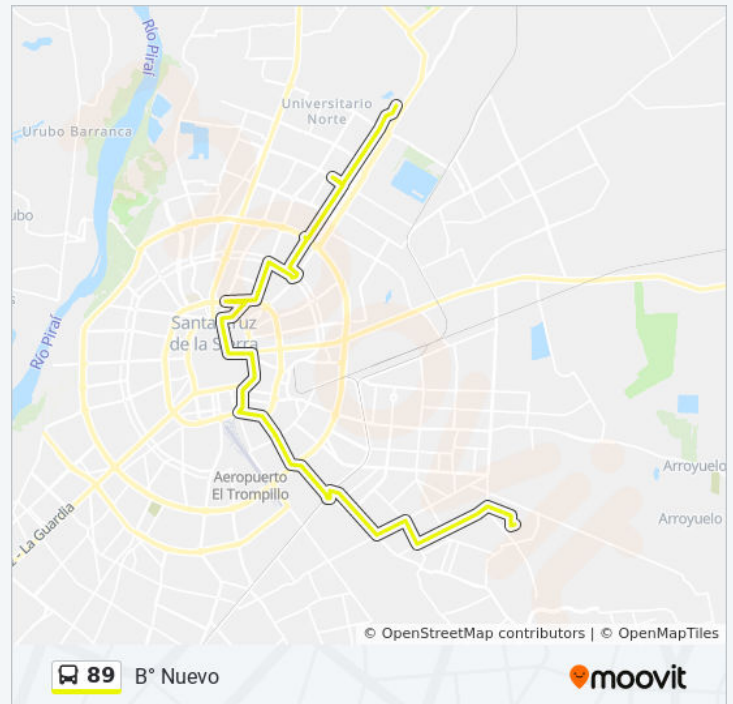 Río Piraí
Universitario
Norte
Urubo Barranca
ubo
Santa Cruz
de la Sierra
Río Piraí
Aeropuerto
El Trompillo
Arroyuelo
Arroyuelo
2 - La Guardia
© OpenStreetMap contributors | © OpenMapTiles
89 B° Nuevo
moovit